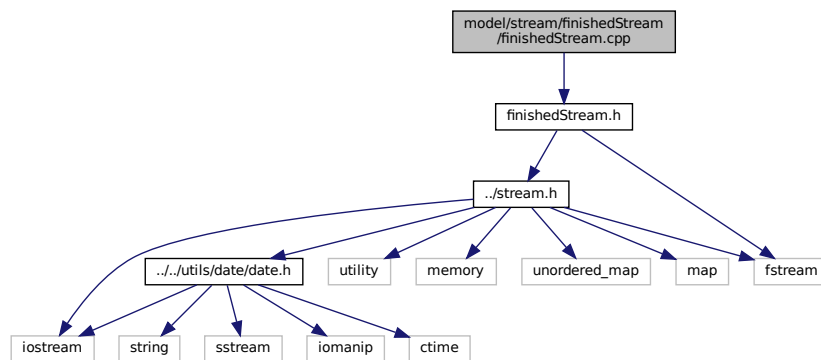 model/stream/finishedStream
/finishedStream.cpp
finishedStream.h
../stream.h
../../utils/date/date.h
utility
memory
unordered_map
map
fstream
iostream
string
sstream
iomanip
ctime